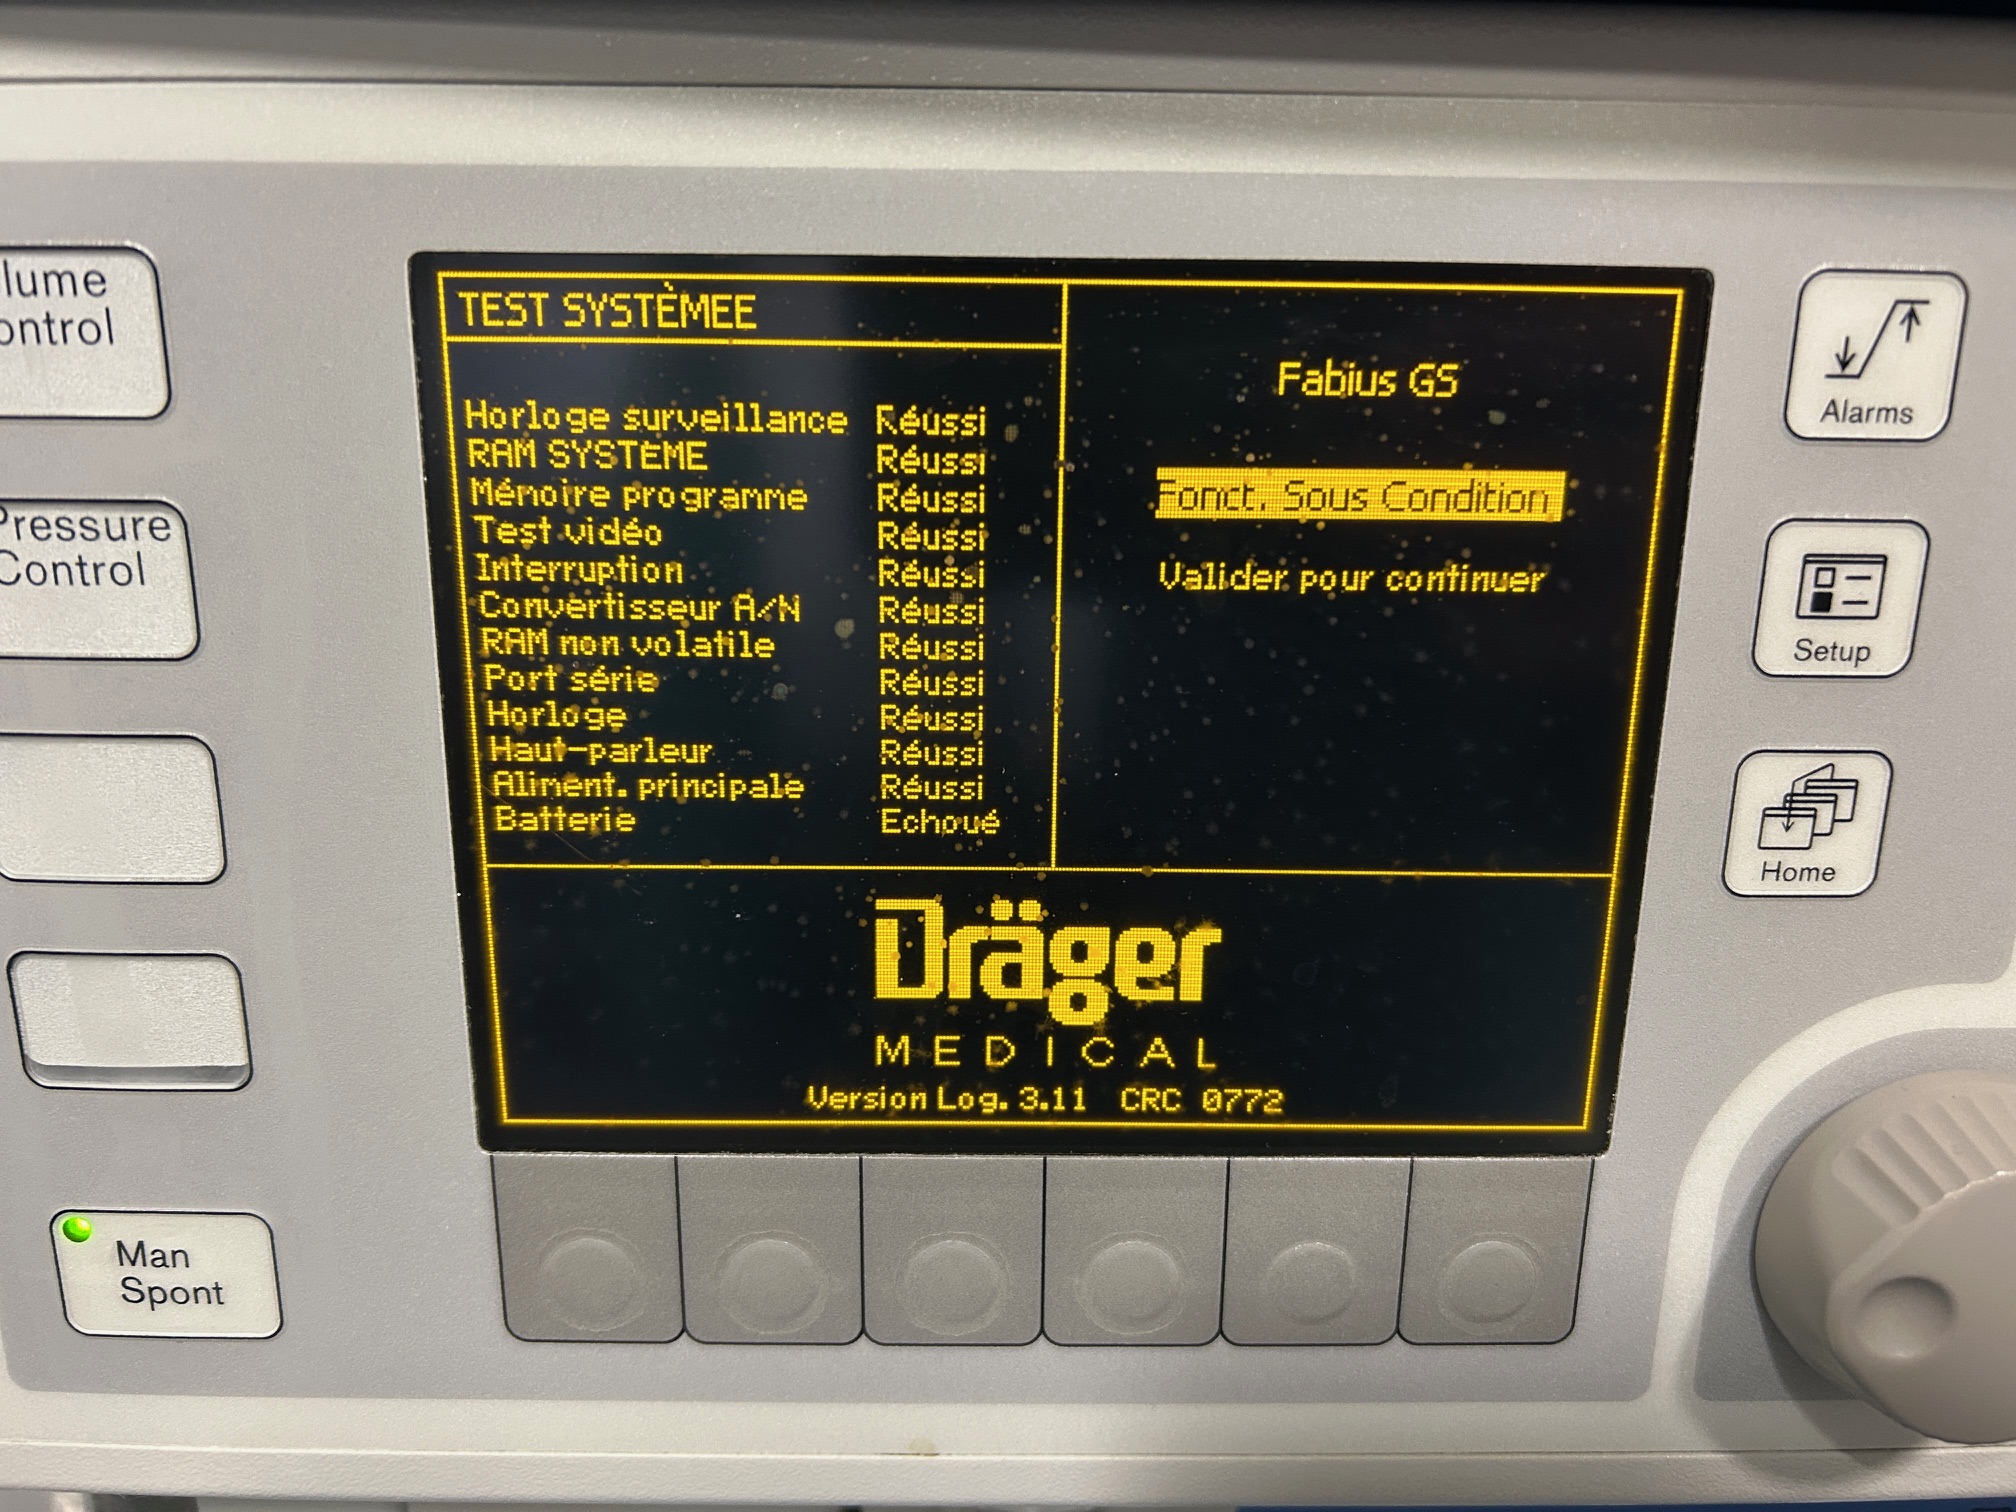 lume
ontrol
Pressure
Control
Man
Spont
TEST SYSTÈMEE
Horloge surveillance Réussi
RAM SYSTÈME Réussi
Ménoire progranne Réussi
Test vidéo Réussi
Interruption Réussi
Convertisseur A/N Réussi
RAM non volatile Réussi
Port série Réussi
Horloge Réussi
Haut-parleur Réussi
Aliment. principale Réussi
Batterie Echoué
Fabius GS
Fonct. Sous Condition
Valider pour continuer
Dräger
MEDICAL
Version Log. 3.11 CRC 0772
Alarms
Setup
Home